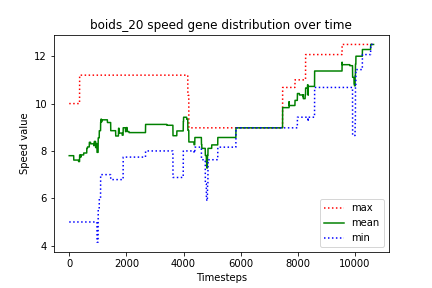 boids_20 speed gene distribution over time
Speed value
12
10
8
6
4
0
2000
4000
6000
8000
10000
Timesteps
max
mean
min